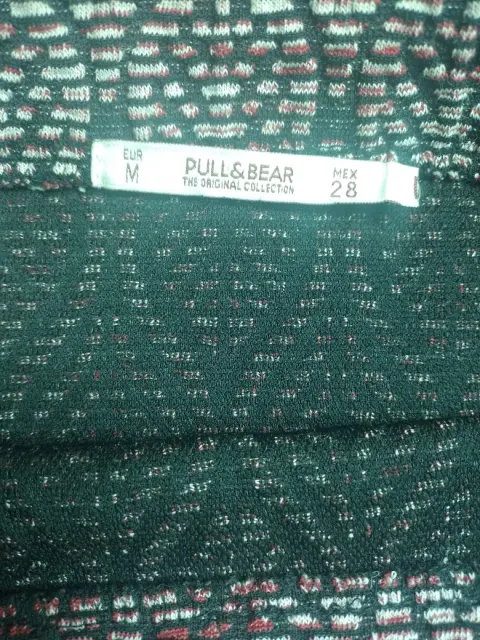 EUR
M
PULL&BEAR
THE ORIGINAL COLLECTION
MEX
28